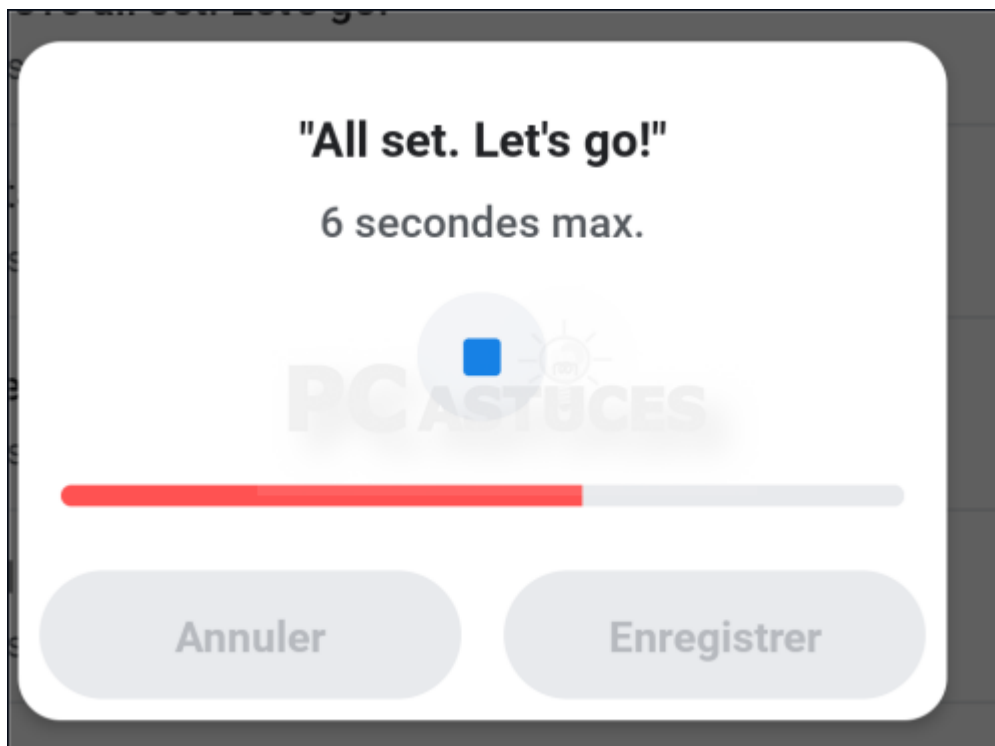 "All set. Let's go!"
6 secondes max.
PC ASTUCES
Annuler
Enregistrer